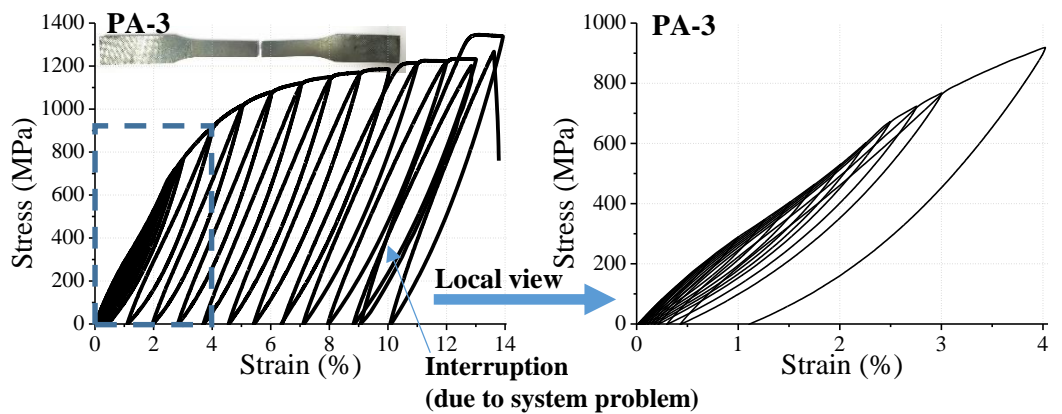 PA-3
1400
1200
1000
800
600
400
200
0
Stress (MPa)
0 2 4 6 8 10 12 14
Strain (%)
Local view
Interruption
(due to system problem)
PA-3
1000
800
600
400
200
0
Stress (MPa)
0 1 2 3 4
Strain (%)